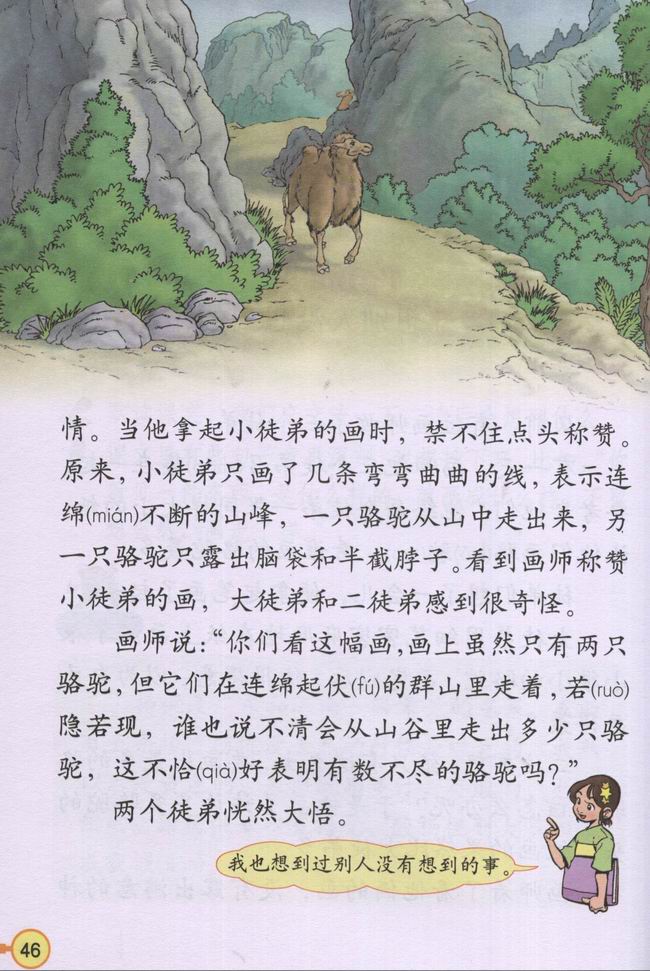 情。当他拿起小徒弟的画时，禁不住点头称赞。
原来，小徒弟只画了几条弯弯曲曲的线，表示连
绵(mián)不断的山峰，一只骆驼从山中走出来，另
一只骆驼只露出脑袋和半截脖子。看到画师称赞
小徒弟的画，大徒弟和二徒弟感到很奇怪。
画师说：“你们看这幅画，画上虽然只有两只
骆驼，但它们在连绵起伏(fú)的群山里走着，若(ruò)
隐若现，谁也说不清会从山谷里走出多少只骆
驼，这不恰(qià)好表明有数不尽的骆驼吗？”
两个徒弟恍然大悟。
我也想到过别人没有想到的事。
46